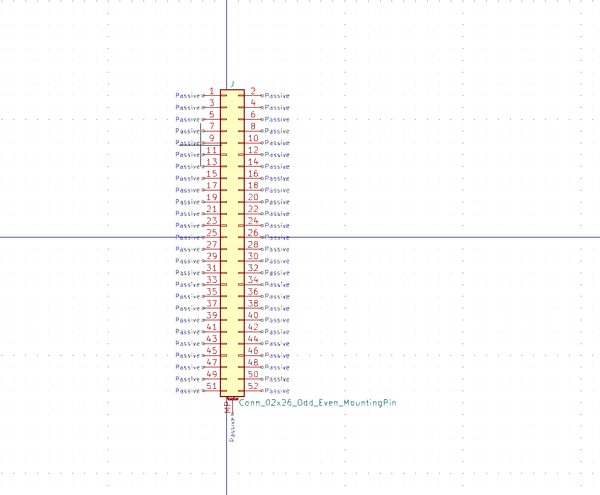 J
Passive 1 2 Passive
Passive 3 4 Passive
Passive 5 6 Passive
Passive 7 8 Passive
Passive 9 10 Passive
Passive 11 12 Passive
Passive 13 14 Passive
Passive 15 16 Passive
Passive 17 18 Passive
Passive 19 20 Passive
Passive 21 22 Passive
Passive 23 24 Passive
Passive 25 26 Passive
Passive 27 28 Passive
Passive 29 30 Passive
Passive 31 32 Passive
Passive 33 34 Passive
Passive 35 36 Passive
Passive 37 38 Passive
Passive 39 40 Passive
Passive 41 42 Passive
Passive 43 44 Passive
Passive 45 46 Passive
Passive 47 48 Passive
Passive 49 50 Passive
Passive 51 52 Passive
MP Conn_02x26_Odd_Even_MountingPin
Passive